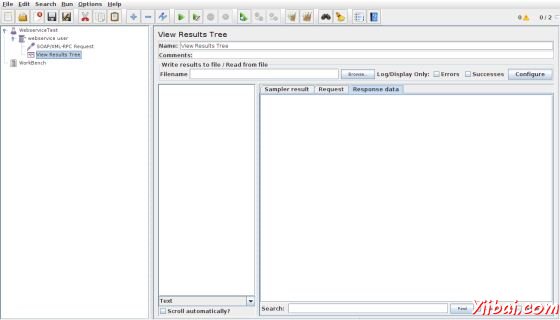 File Edit Search Run Options Help
0 0 / 2
WebserviceTest
webservice user
SOAP/XML-RPC Request
View Results Tree
WorkBench
View Results Tree
Name: View Results Tree
Comments:
Write results to file / Read from file
Filename Browse... Log/Display Only: Errors Successes Configure
Sampler result Request Response data
Text
Scroll automatically?
Search: Find
Yiibai.com